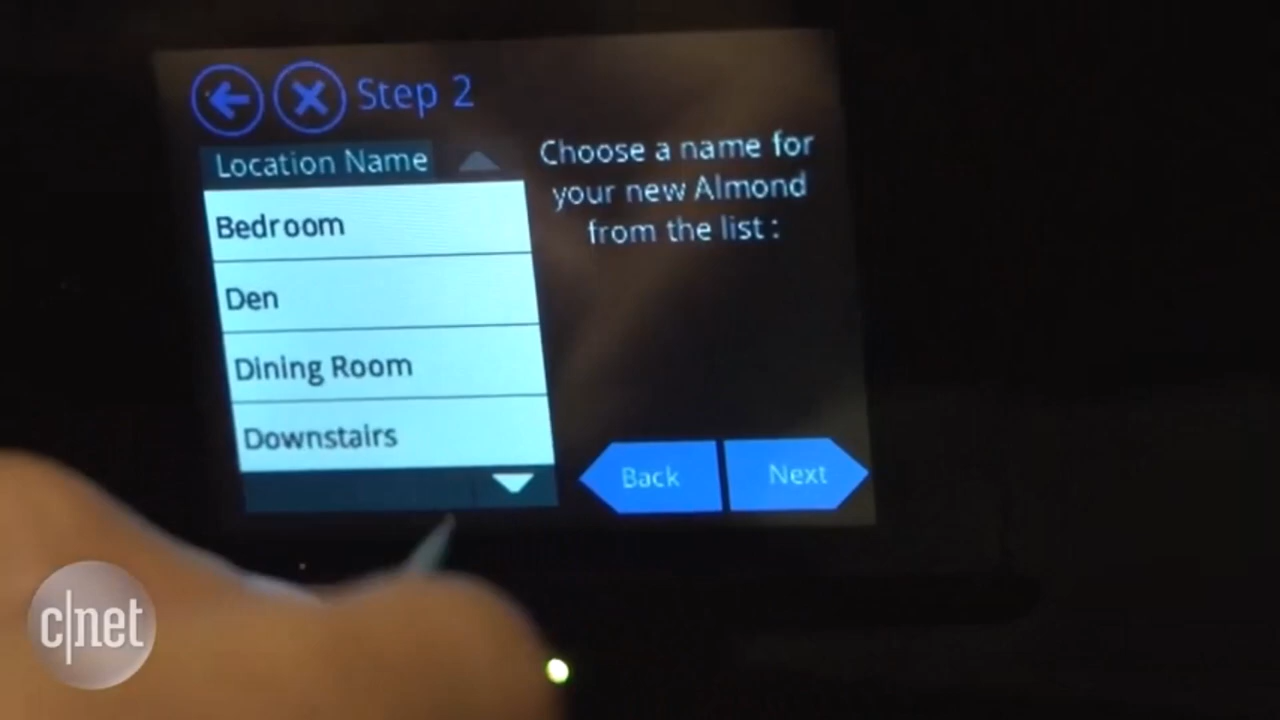 Step 2
Location Name
Bedroom
Den
Dining Room
Downstairs
Choose a name for
your new Almond
from the list :
Back
Next
c|net